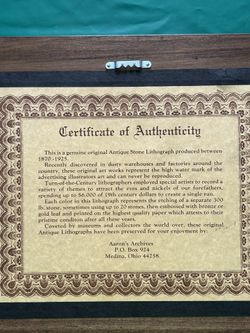 Certificate of Authenticity
This is a genuine original Antique Stone Lithograph produced between
1870-1925.
Recently discovered in dusty warehouses and factories around the
country, these original art works represent the high water mark of the
advertising illustrators art and can never be reproduced.
Turn-of-the-Century lithographers employed special artists to record a
variety of themes to attract the eyes and nickels of our forefathers,
spending up to $6,000 of 19th century dollars to create a single run.
Each color in this lithograph represents the etching of a separate 300
lb. stone, sometimes using up to 20 stones, then embossed with bronze or
gold leaf and printed on the highest quality paper which attests to their
pristine condition after all these years.
Coveted by museums and collectors the world over, these original
Antique Lithographs have been preserved for your enjoyment by:
Aaron's Archives
P.O. Box 924
Medina, Ohio 44258